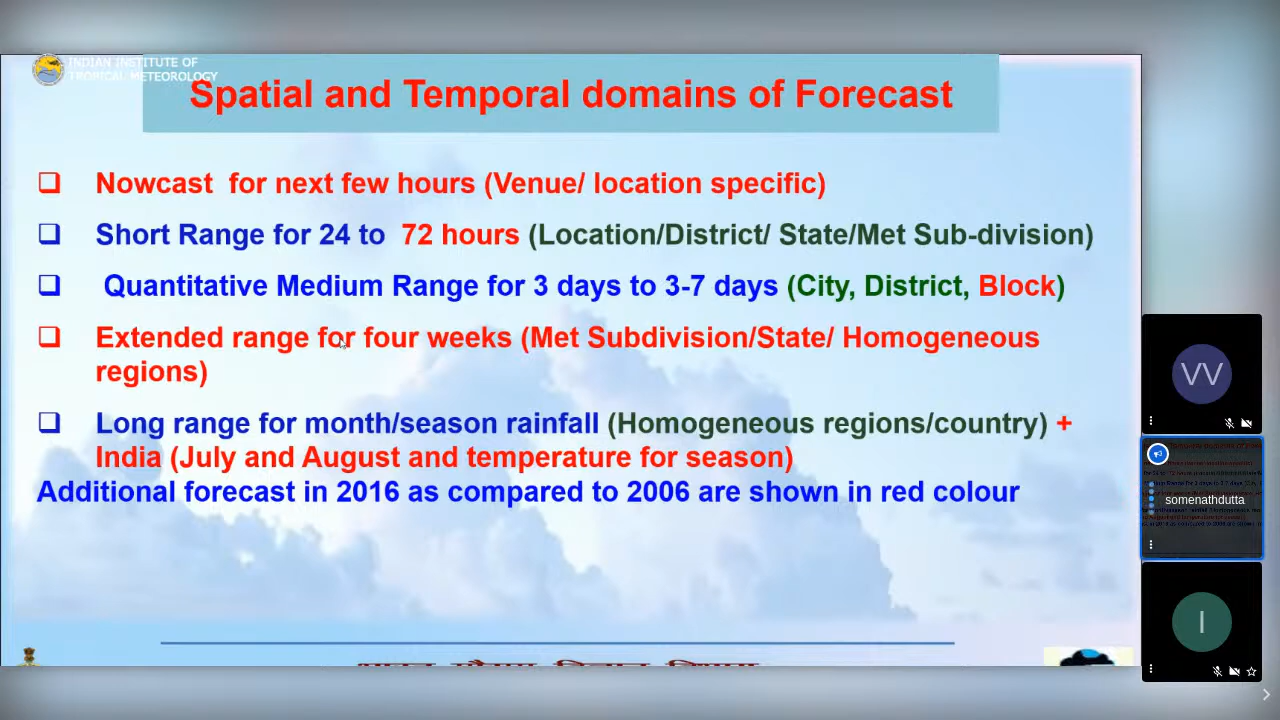 INDIAN INSTITUTE OF
TROPICAL METEOROLOGY
Spatial and Temporal domains of Forecast
Nowcast for next few hours (Venue/ location specific)
Short Range for 24 to 72 hours (Location/District/ State/Met Sub-division)
Quantitative Medium Range for 3 days to 3-7 days (City, District, Block)
Extended range for four weeks (Met Subdivision/State/ Homogeneous
regions)
Long range for month/season rainfall (Homogeneous regions/country) +
India (July and August and temperature for season)
Additional forecast in 2016 as compared to 2006 are shown in red colour
VV
somenathdutta
I